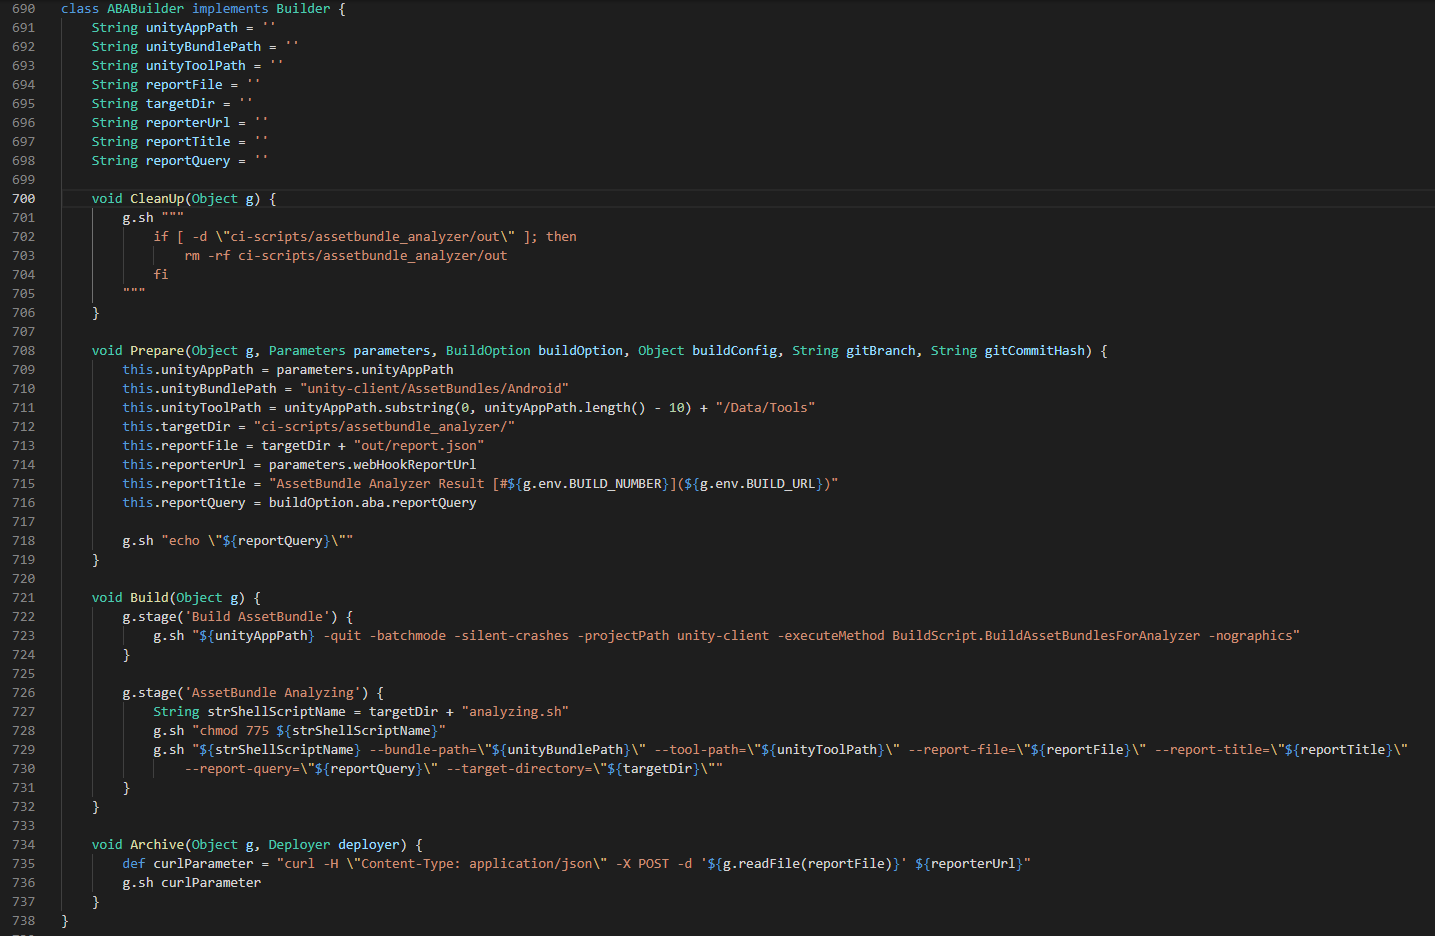 690 class ABABuilder implements Builder {
691     String unityAppPath = ''
692     String unityBundlePath = ''
693     String unityToolPath = ''
694     String reportFile = ''
695     String targetDir = ''
696     String reporterUrl = ''
697     String reportTitle = ''
698     String reportQuery = ''
699
700     void CleanUp(Object g) {
701         g.sh """
702             if [ -d \"ci-scripts/assetbundle_analyzer/out\" ]; then
703                 rm -rf ci-scripts/assetbundle_analyzer/out
704             fi
705         """
706     }
707
708     void Prepare(Object g, Parameters parameters, BuildOption buildOption, Object buildConfig, String gitBranch, String gitCommitHash) {
709         this.unityAppPath = parameters.unityAppPath
710         this.unityBundlePath = "unity-client/AssetBundles/Android"
711         this.unityToolPath = unityAppPath.substring(0, unityAppPath.length() - 10) + "/Data/Tools"
712         this.targetDir = "ci-scripts/assetbundle_analyzer/"
713         this.reportFile = targetDir + "out/report.json"
714         this.reporterUrl = parameters.webHookReportUrl
715         this.reportTitle = "AssetBundle Analyzer Result [#${g.env.BUILD_NUMBER}](${g.env.BUILD_URL})"
716         this.reportQuery = buildOption.aba.reportQuery
717
718         g.sh "echo \"${reportQuery}\""
719     }
720
721     void Build(Object g) {
722         g.stage('Build AssetBundle') {
723             g.sh "${unityAppPath} -quit -batchmode -silent-crashes -projectPath unity-client -executeMethod BuildScript.BuildAssetBundlesForAnalyzer -nographics"
724         }
725
726         g.stage('AssetBundle Analyzing') {
727             String strShellScriptName = targetDir + "analyzing.sh"
728             g.sh "chmod 775 ${strShellScriptName}"
729             g.sh "${strShellScriptName} --bundle-path=\"${unityBundlePath}\" --tool-path=\"${unityToolPath}\" --report-file=\"${reportFile}\" --report-title=\"${reportTitle}\"
730                 --report-query=\"${reportQuery}\" --target-directory=\"${targetDir}\""
731         }
732     }
733
734     void Archive(Object g, Deployer deployer) {
735         def curlParameter = "curl -H \"Content-Type: application/json\" -X POST -d '${g.readFile(reportFile)}' ${reporterUrl}"
736         g.sh curlParameter
737     }
738 }